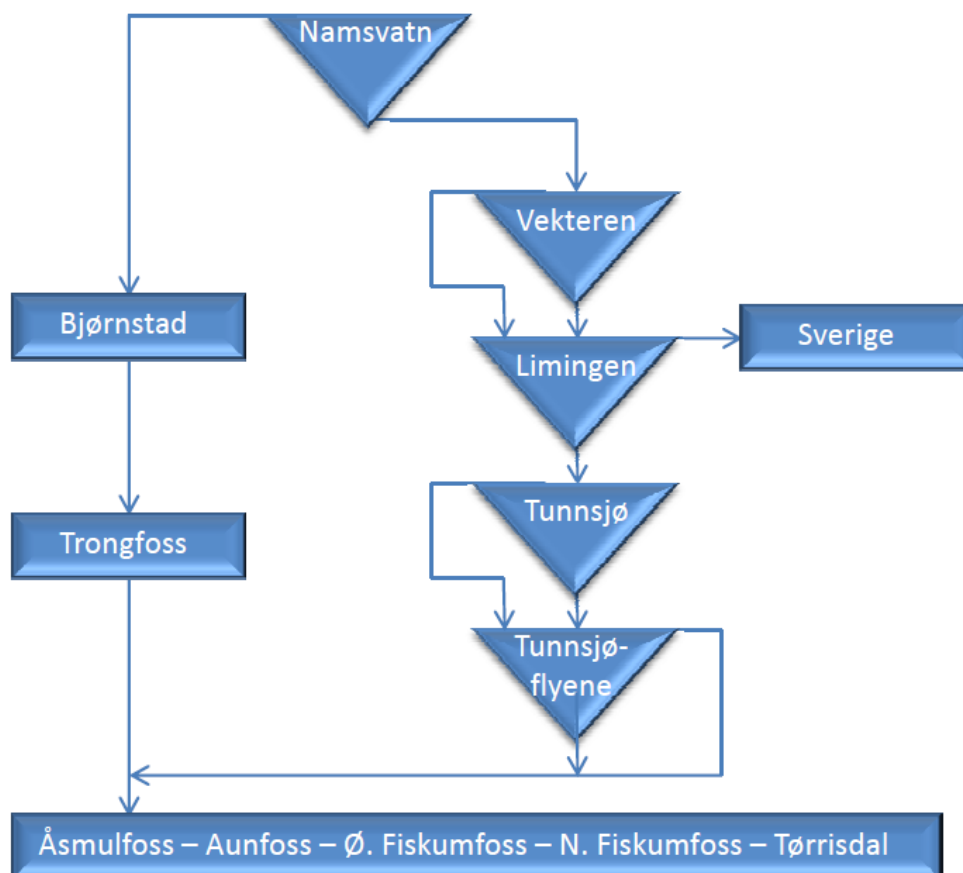 Namsvatn
Vekteren
Bjørnstad
Sverige
Limingen
Tunnsjø
Trongfoss
Tunnsjø-
flyene
Åsmulfoss – Aunfoss – Ø. Fiskumfoss – N. Fiskumfoss – Tørrisdal